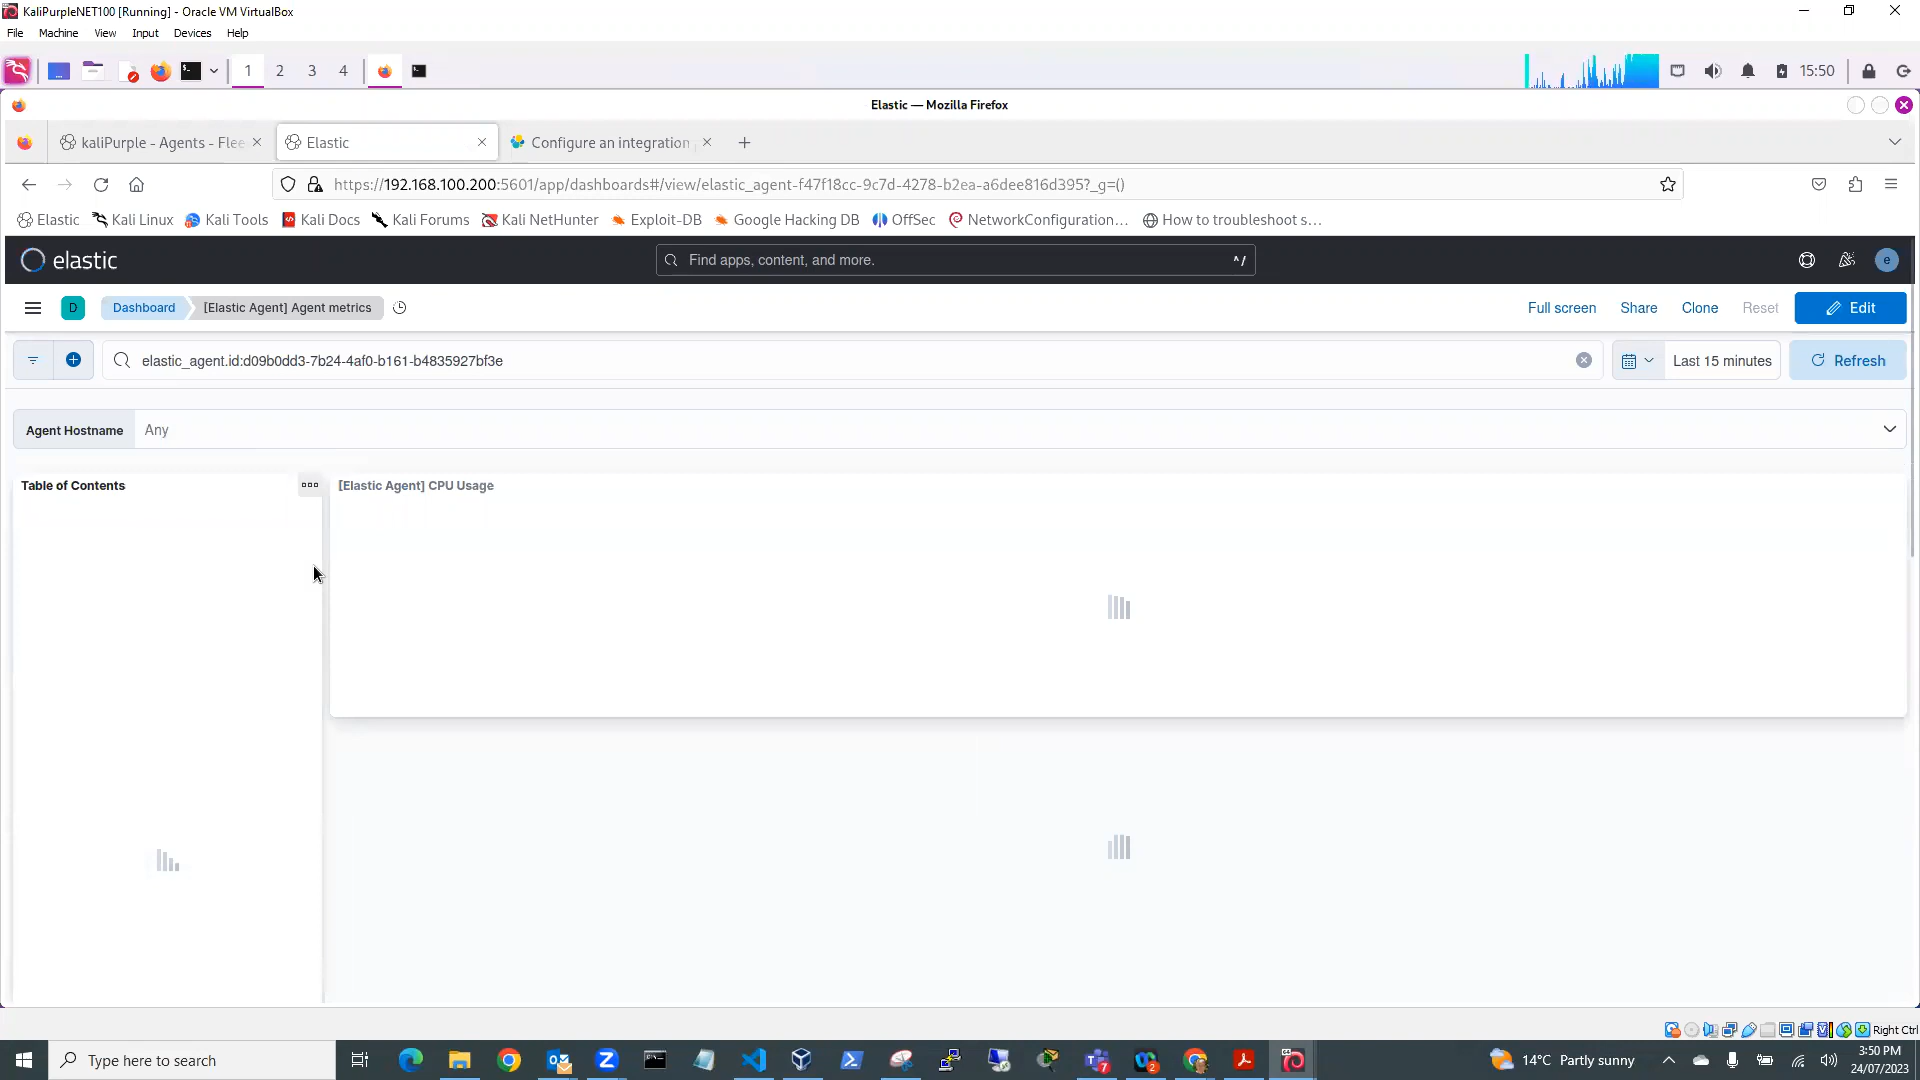 KaliPurpleNET100 [Running] - Oracle VM VirtualBox
File Machine View Input Devices Help
1 2 3 4
15:50
Elastic — Mozilla Firefox
kaliPurple - Agents - Flee
Elastic
Configure an integration
https://192.168.100.200:5601/app/dashboards#/view/elastic_agent-f47f18cc-9c7d-4278-b2ea-a6dee816d395?_g=()
Elastic Kali Linux Kali Tools Kali Docs Kali Forums Kali NetHunter Exploit-DB Google Hacking DB OffSec NetworkConfiguration… How to troubleshoot s…
elastic
Find apps, content, and more.
^/
e
D
Dashboard
[Elastic Agent] Agent metrics
Full screen Share Clone Reset Edit
elastic_agent.id:d09b0dd3-7b24-4af0-b161-b4835927bf3e
Last 15 minutes
Refresh
Agent Hostname Any
Table of Contents
[Elastic Agent] CPU Usage
Right Ctrl
Type here to search
7
2
14°C Partly sunny
3:50 PM
24/07/2023